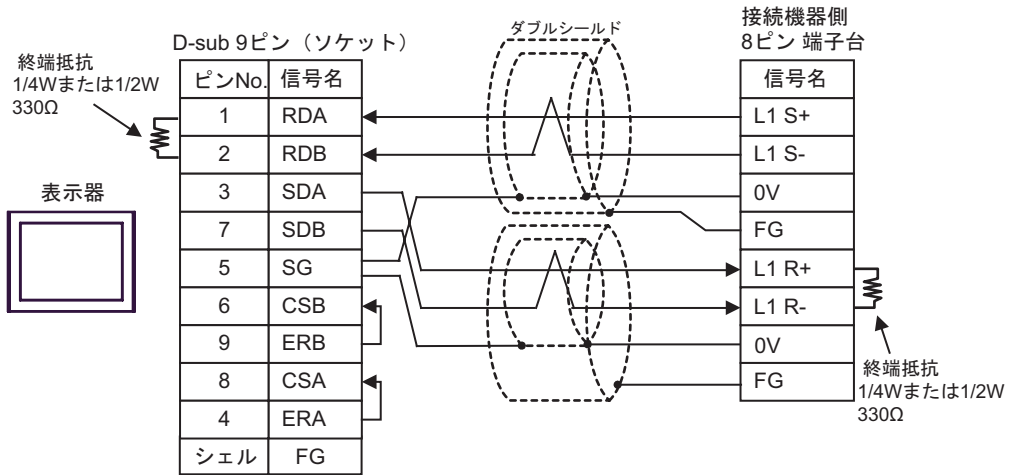 ダブルシールド
接続機器側
8ピン 端子台
D-sub 9ピン（ソケット）
終端抵抗
1/4Wまたは1/2W
330Ω
ピンNo. 信号名
1 RDA
2 RDB
3 SDA
7 SDB
5 SG
6 CSB
9 ERB
8 CSA
4 ERA
シェル FG
表示器
信号名
L1 S+
L1 S-
0V
FG
L1 R+
L1 R-
0V
FG
終端抵抗
1/4Wまたは1/2W
330Ω